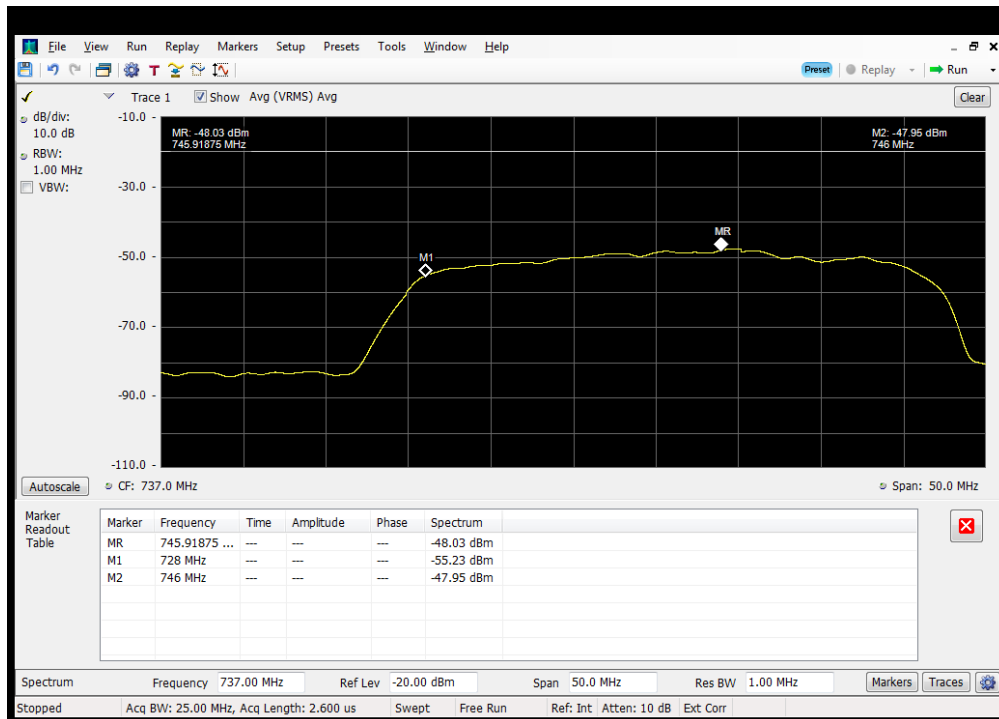 File View Run Replay Markers Setup Presets Tools Window Help
T Preset Replay Run
Trace 1 Show Avg (VRMS) Avg Clear
dB/div:
10.0 dB
RBW:
1.00 MHz
VBW:
-10.0
-30.0
-50.0
-70.0
-90.0
-110.0
MR: -48.03 dBm
745.91875 MHz
M2: -47.95 dBm
746 MHz
MR
M1
Autoscale CF: 737.0 MHz Span: 50.0 MHz
Marker
Readout
Table
Marker Frequency Time Amplitude Phase Spectrum
MR 745.91875 ... --- --- --- -48.03 dBm
M1 728 MHz --- --- --- -55.23 dBm
M2 746 MHz --- --- --- -47.95 dBm
Spectrum Frequency 737.00 MHz Ref Lev -20.00 dBm Span 50.0 MHz Res BW 1.00 MHz Markers Traces
Stopped Acq BW: 25.00 MHz, Acq Length: 2.600 us Swept Free Run Ref: Int Atten: 10 dB Ext Corr